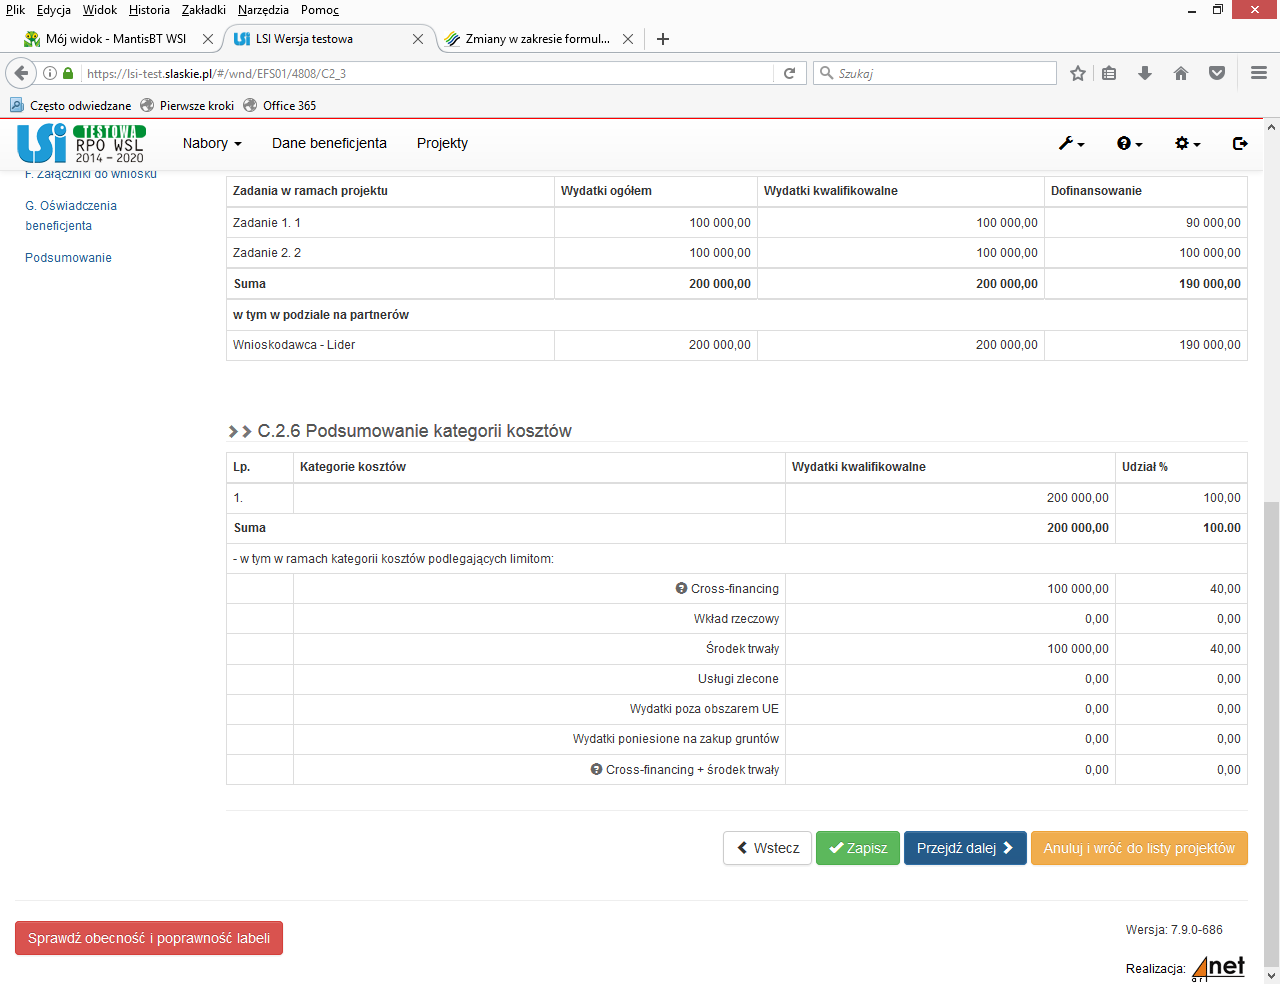 Plik Edycja Widok Historia Zakładki Narzędzia Pomoc
Mój widok - MantisBT WSI
LSI Wersja testowa
Zmiany w zakresie formul...
https://lsi-test.slaskie.pl/#/wnd/EFS01/4808/C2_3
Szukaj
Często odwiedzane Pierwsze kroki Office 365
LSI TESTOWA
RPO WSL
2014 – 2020
Nabory Dane beneficjenta Projekty
F. Załączniki do wniosku
G. Oświadczenia
beneficjenta
Podsumowanie
Zadania w ramach projektu Wydatki ogółem Wydatki kwalifikowalne Dofinansowanie
Zadanie 1. 1 100 000,00 100 000,00 90 000,00
Zadanie 2. 2 100 000,00 100 000,00 100 000,00
Suma 200 000,00 200 000,00 190 000,00
w tym w podziale na partnerów
Wnioskodawca - Lider 200 000,00 200 000,00 190 000,00
C.2.6 Podsumowanie kategorii kosztów
Lp. Kategorie kosztów Wydatki kwalifikowalne Udział %
1. 200 000,00 100,00
Suma 200 000,00 100.00
- w tym w ramach kategorii kosztów podlegających limitom:
Cross-financing 100 000,00 40,00
Wkład rzeczowy 0,00 0,00
Środek trwały 100 000,00 40,00
Usługi zlecone 0,00 0,00
Wydatki poza obszarem UE 0,00 0,00
Wydatki poniesione na zakup gruntów 0,00 0,00
Cross-financing + środek trwały 0,00 0,00
Wstecz Zapisz Przejdź dalej Anuluj i wróć do listy projektów
Sprawdź obecność i poprawność labeli
Wersja: 7.9.0-686
Realizacja: 4net
art